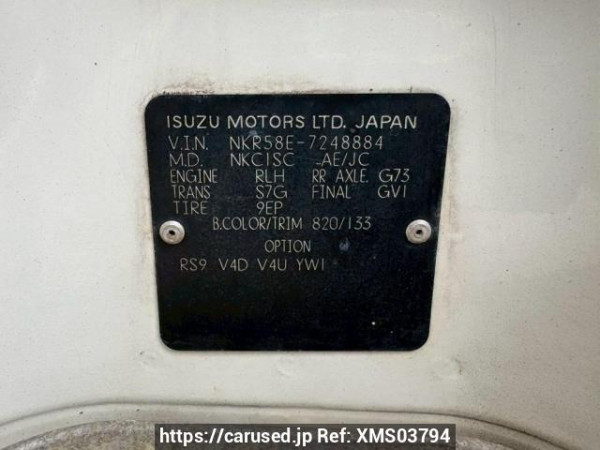 ISUZU MOTORS LTD. JAPAN
V.I.N. NKR58E-7248884
M.D. NKC1SC -AE/JC
ENGINE RLH RR AXLE. G73
TRANS S7G FINAL GV1
TIRE 9EP
B.COLOR/TRIM 820/133
OPTION
RS9 V4D V4U YW1
https://carused.jp Ref: XMS03794